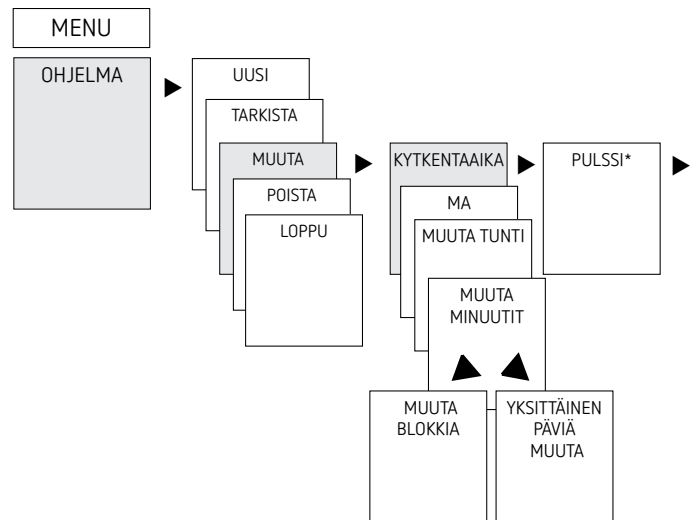 MENU
OHJELMA
UUSI
TARKISTA
MUUTA
POISTA
LOPPU
KYTKENTAAIKA
MA
MUUTA TUNTI
MUUTA
MINUUTIT
MUUTA
BLOKKIA
YKSITTÄINEN
PÄIVIÄ
MUUTA
PULSSI*